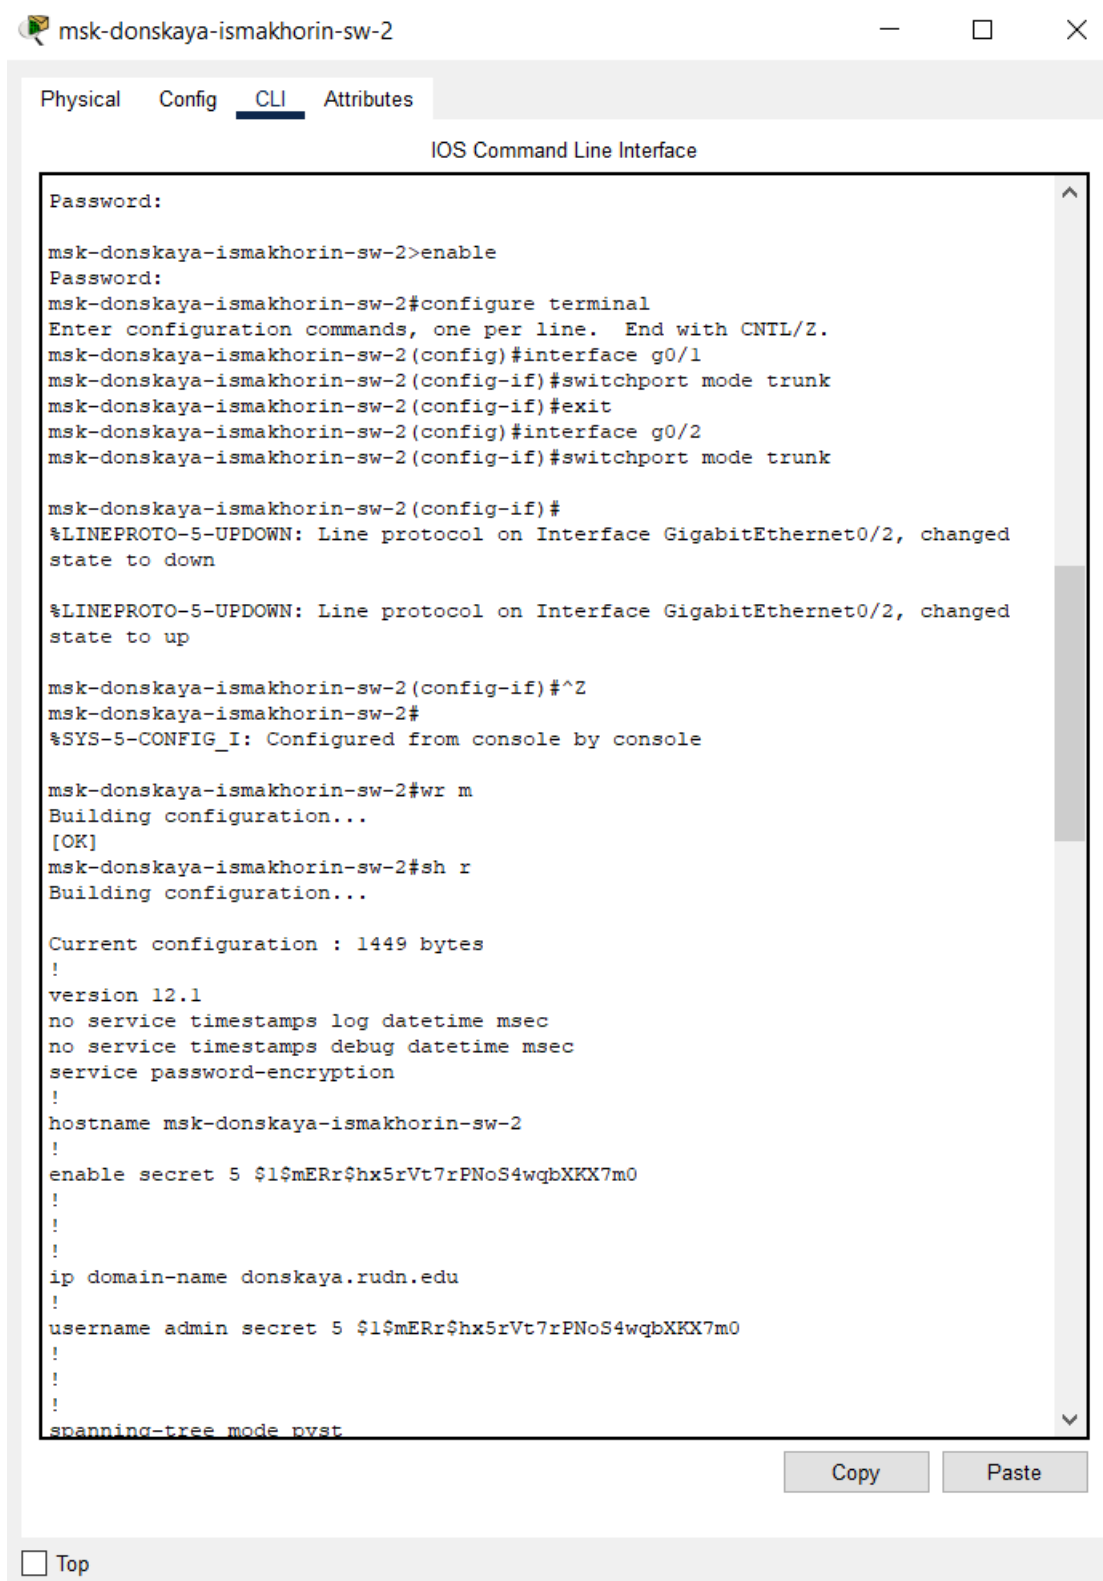 msk-donskaya-ismakhorin-sw-2
Physical Config CLI Attributes
IOS Command Line Interface
Password:
msk-donskaya-ismakhorin-sw-2>enable
Password:
msk-donskaya-ismakhorin-sw-2#configure terminal
Enter configuration commands, one per line.  End with CNTL/Z.
msk-donskaya-ismakhorin-sw-2(config)#interface g0/1
msk-donskaya-ismakhorin-sw-2(config-if)#switchport mode trunk
msk-donskaya-ismakhorin-sw-2(config-if)#exit
msk-donskaya-ismakhorin-sw-2(config)#interface g0/2
msk-donskaya-ismakhorin-sw-2(config-if)#switchport mode trunk
msk-donskaya-ismakhorin-sw-2(config-if)#
%LINEPROTO-5-UPDOWN: Line protocol on Interface GigabitEthernet0/2, changed
state to down
%LINEPROTO-5-UPDOWN: Line protocol on Interface GigabitEthernet0/2, changed
state to up
msk-donskaya-ismakhorin-sw-2(config-if)#^Z
msk-donskaya-ismakhorin-sw-2#
%SYS-5-CONFIG_I: Configured from console by console
msk-donskaya-ismakhorin-sw-2#wr m
Building configuration...
[OK]
msk-donskaya-ismakhorin-sw-2#sh r
Building configuration...
Current configuration : 1449 bytes
!
version 12.1
no service timestamps log datetime msec
no service timestamps debug datetime msec
service password-encryption
!
hostname msk-donskaya-ismakhorin-sw-2
!
enable secret 5 $1$mERr$hx5rVt7rPNoS4wqbXKX7m0
!
!
!
ip domain-name donskaya.rudn.edu
!
username admin secret 5 $1$mERr$hx5rVt7rPNoS4wqbXKX7m0
!
!
!
spanning-tree mode pvst
Copy Paste
Top